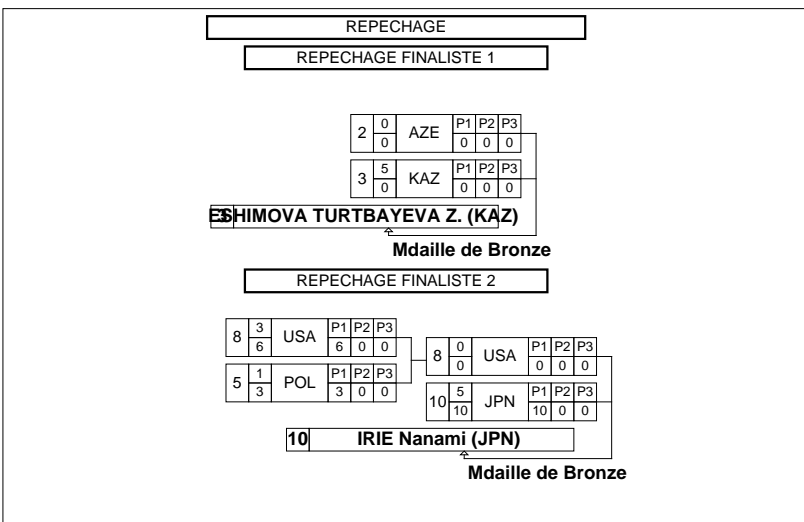 REPECHAGE
REPECHAGE FINALISTE 1
2 0 AZE P1 P2 P3
0 0 0 0
3 5 KAZ P1 P2 P3
0 0 0 0
3 ESHIMOVA TURTBAYEVA Z. (KAZ)
Mdaille de Bronze
REPECHAGE FINALISTE 2
8 3 USA P1 P2 P3
6 6 0 0
5 1 POL P1 P2 P3
3 3 0 0
8 0 USA P1 P2 P3
0 0 0 0
10 5 JPN P1 P2 P3
10 10 0 0
10 IRIE Nanami (JPN)
Mdaille de Bronze